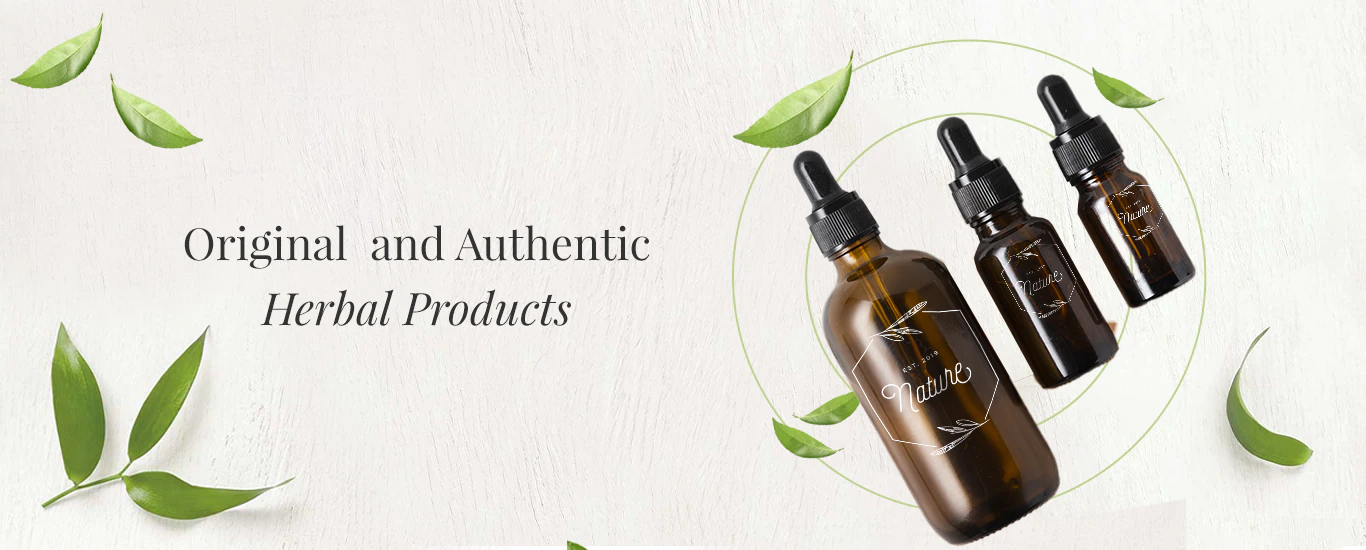 Original and Authentic
Herbal Products
EST. 2019
Nature
Nature
Nature